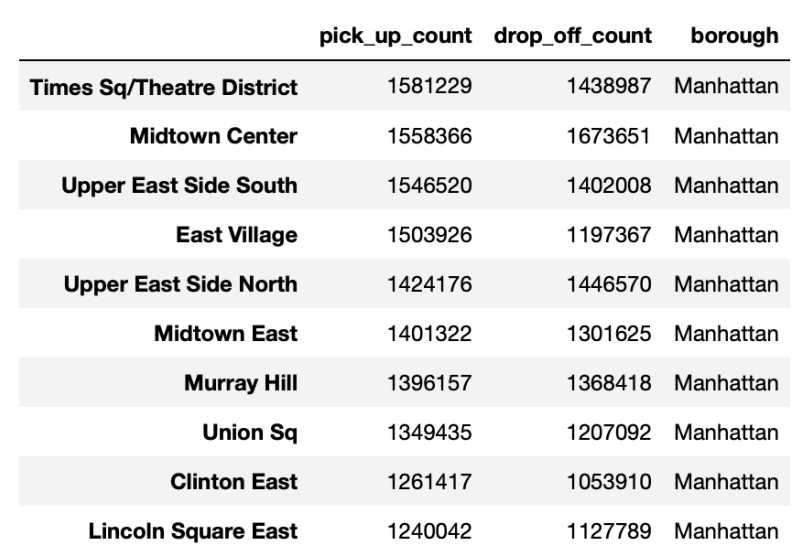 pick_up_count drop_off_count borough
Times Sq/Theatre District 1581229 1438987 Manhattan
Midtown Center 1558366 1673651 Manhattan
Upper East Side South 1546520 1402008 Manhattan
East Village 1503926 1197367 Manhattan
Upper East Side North 1424176 1446570 Manhattan
Midtown East 1401322 1301625 Manhattan
Murray Hill 1396157 1368418 Manhattan
Union Sq 1349435 1207092 Manhattan
Clinton East 1261417 1053910 Manhattan
Lincoln Square East 1240042 1127789 Manhattan